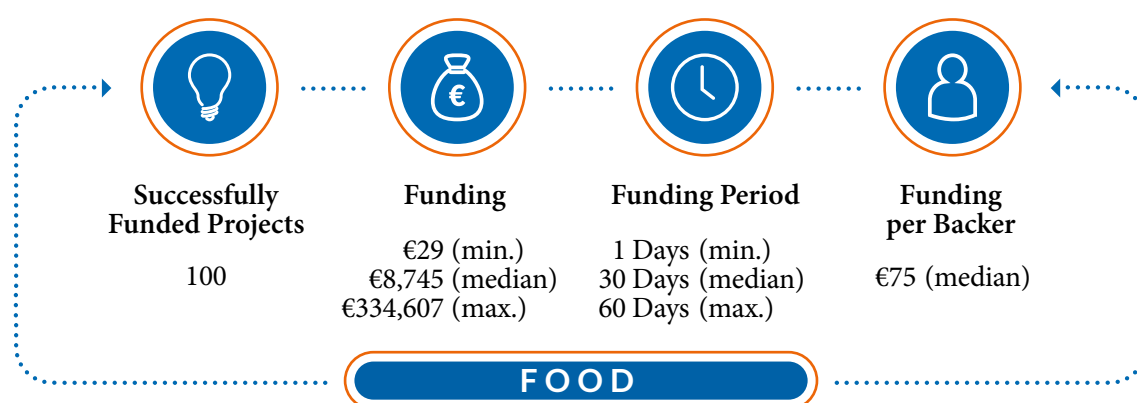 €
Successfully
Funded Projects
100
Funding
€29 (min.)
€8,745 (median)
€334,607 (max.)
Funding Period
1 Days (min.)
30 Days (median)
60 Days (max.)
Funding
per Backer
€75 (median)
FOOD